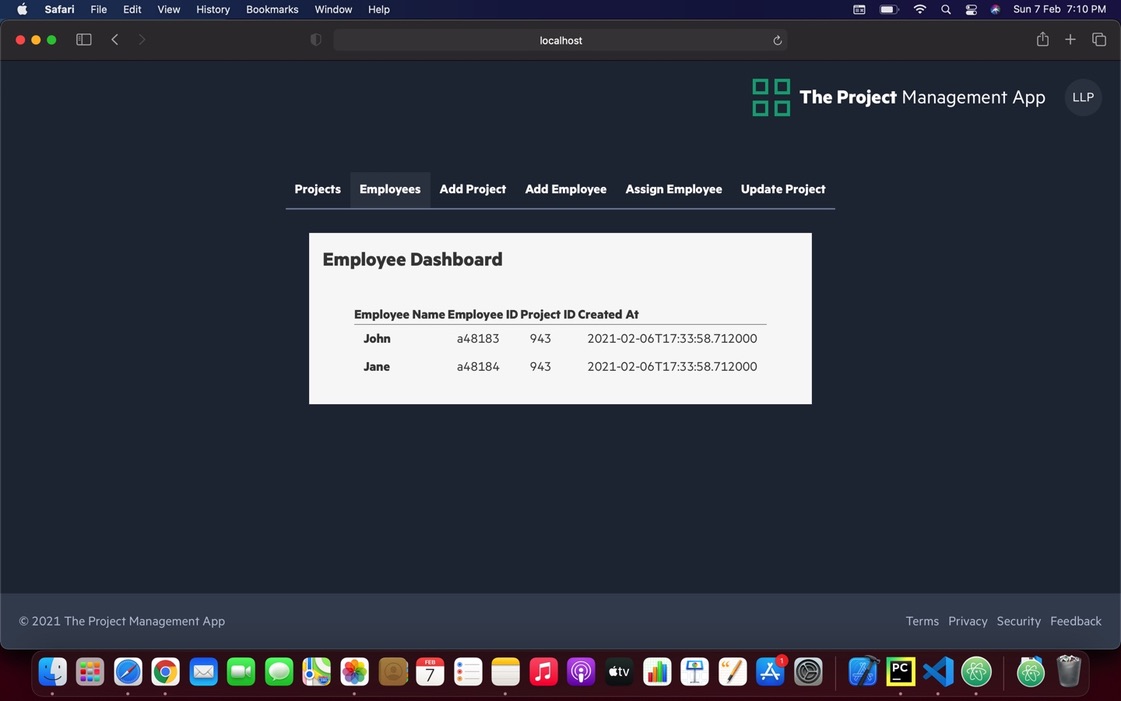 Safari File Edit View History Bookmarks Window Help Sun 7 Feb 7:10 PM
localhost
The Project Management App LLP
Projects Employees Add Project Add Employee Assign Employee Update Project
Employee Dashboard
Employee Name Employee ID Project ID Created At
John a48183 943 2021-02-06T17:33:58.712000
Jane a48184 943 2021-02-06T17:33:58.712000
© 2021 The Project Management App Terms Privacy Security Feedback
FEB
7 tv 1 PC